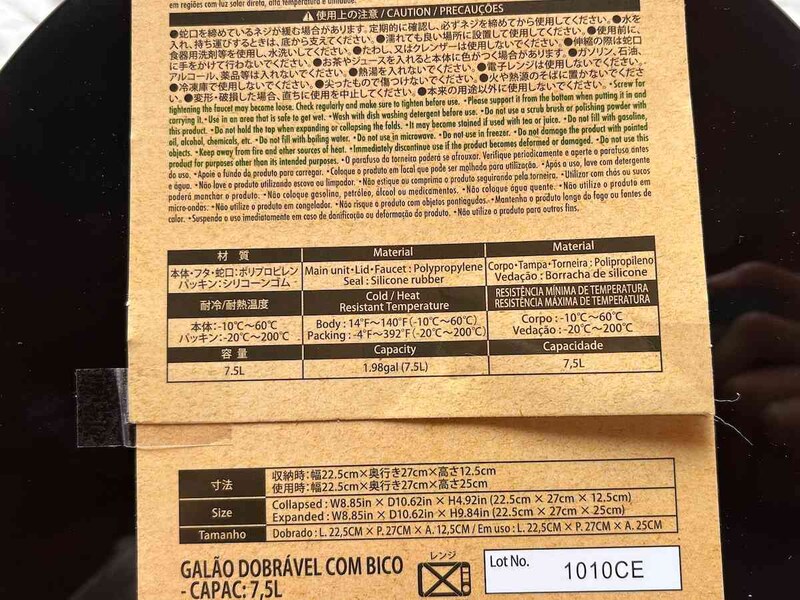 em regiões com luz solar direta, alta temperatura e umidade.
⚠使用上の注意 / CAUTION / PRECAUÇÕES
●蛇口を締めているネジが緩む場合があります。定期的に確認し、必ずネジを締めてから使用してください。●水を
入れ、持ち運びするときは、底から支えてください。●濡れても良い場所に設置して使用してください。●使用前に、
食器用洗剤等を使用し、水洗いしてください。●たわし、又はクレンザーは使用しないでください。●伸縮の際は蛇口
に手をかけて行わないでください。●お茶やジュースを入れると本体に色がつく場合があります。●ガソリン、石油、
アルコール、薬品等は入れないでください。●熱湯を入れないでください。●電子レンジは使用しないでください。
●冷凍庫で使用しないでください。●尖ったもので傷つけないでください。●火や熱源のそばに置かないでくださ
い。●変形・破損した場合、直ちに使用を中止してください。●本来の用途以外に使用しないでください。 •Screw for
tightening the faucet may become loose. Check regularly and make sure to tighten before use. •Please support it from the bottom when putting it in and
carrying it. •Use in an area that is safe to get wet. •Wash with dish washing detergent before use. •Do not use a scrub brush or polishing powder with
this product. •Do not hold the tap when expanding or collapsing the folds. •It may become stained if used with tea or juice. •Do not fill with gasoline,
oil, alcohol, chemicals, etc. •Do not fill with boiling water. •Do not use in microwave. •Do not use in freezer. •Do not damage the product with pointed
objects. •Keep away from fire and other sources of heat. •Immediately discontinue use if the product becomes deformed or damaged. •Do not use this
product for purposes other than its intended purposes. •O parafuso da torneira poderá se afrouxar. Verifique periodicamente e aperte o parafuso antes
do uso. •Apoie o fundo do produto para carregar. •Coloque o produto em local que pode ser molhado para utilização. •Após o uso, lave com detergente
e água. •Não lave o produto utilizando escova ou limpador. •Não estique ou comprima o produto segurando pela torneira. •Utilizar com chás ou sucos
poderá manchar o produto. •Não coloque gasolina, petróleo, álcool ou medicamentos. •Não coloque água quente. •Não utilize o produto em
micro-ondas: •Não utilize o produto em congelador. •Não risque o produto com objetos pontiagudos. •Mantenha o produto longe do fogo ou fontes de
calor. •Suspenda o uso imediatamente em caso de danificação ou deformação do produto. •Não utilize o produto para outros fins.
材 質 Material Material
本体・フタ・蛇口：ポリプロピレン Main unit・Lid・Faucet : Polypropylene Corpo・Tampa・Torneira : Polipropileno
パッキン：シリコーンゴム Seal : Silicone rubber Vedação : Borracha de silicone
耐冷/耐熱温度 Cold / Heat RESISTÊNCIA MÍNIMA DE TEMPERATURA
Resistant Temperature RESISTÊNCIA MÁXIMA DE TEMPERATURA
本体：-10℃～60℃ Body : 14°F～140°F (-10℃～60℃) Corpo : -10℃～60℃
パッキン：-20℃～200℃ Packing : -4°F～392°F (-20℃～200℃) Vedação : -20℃～200℃
容 量 Capacity Capacidade
7.5L 1.98gal (7.5L) 7,5L
寸法 収納時：幅22.5cm×奥行き27cm×高さ12.5cm
使用時：幅22.5cm×奥行き27cm×高さ25cm
Size Collapsed : W8.85in × D10.62in × H4.92in (22.5cm × 27cm × 12.5cm)
Expanded : W8.85in × D10.62in × H9.84in (22.5cm × 27cm × 25cm)
Tamanho Dobrado : L. 22,5CM × P. 27CM × A. 12,5CM / Em uso : L. 22,5CM × P. 27CM × A. 25CM
GALÃO DOBRÁVEL COM BICO
- CAPAC: 7,5L
レンジ
Lot No. 1010CE